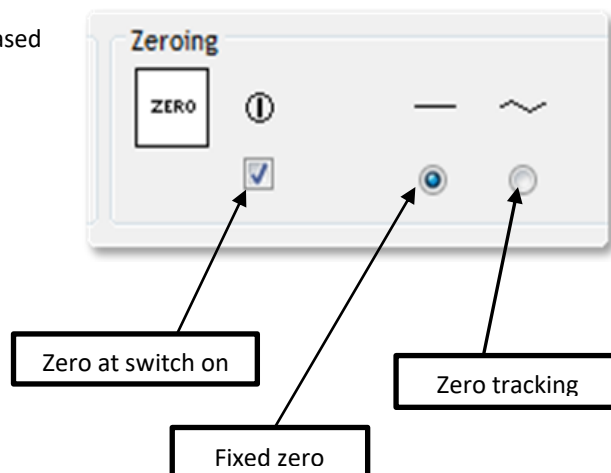 ased
Zeroing
ZERO
Zero at switch on
Zero tracking
Fixed zero